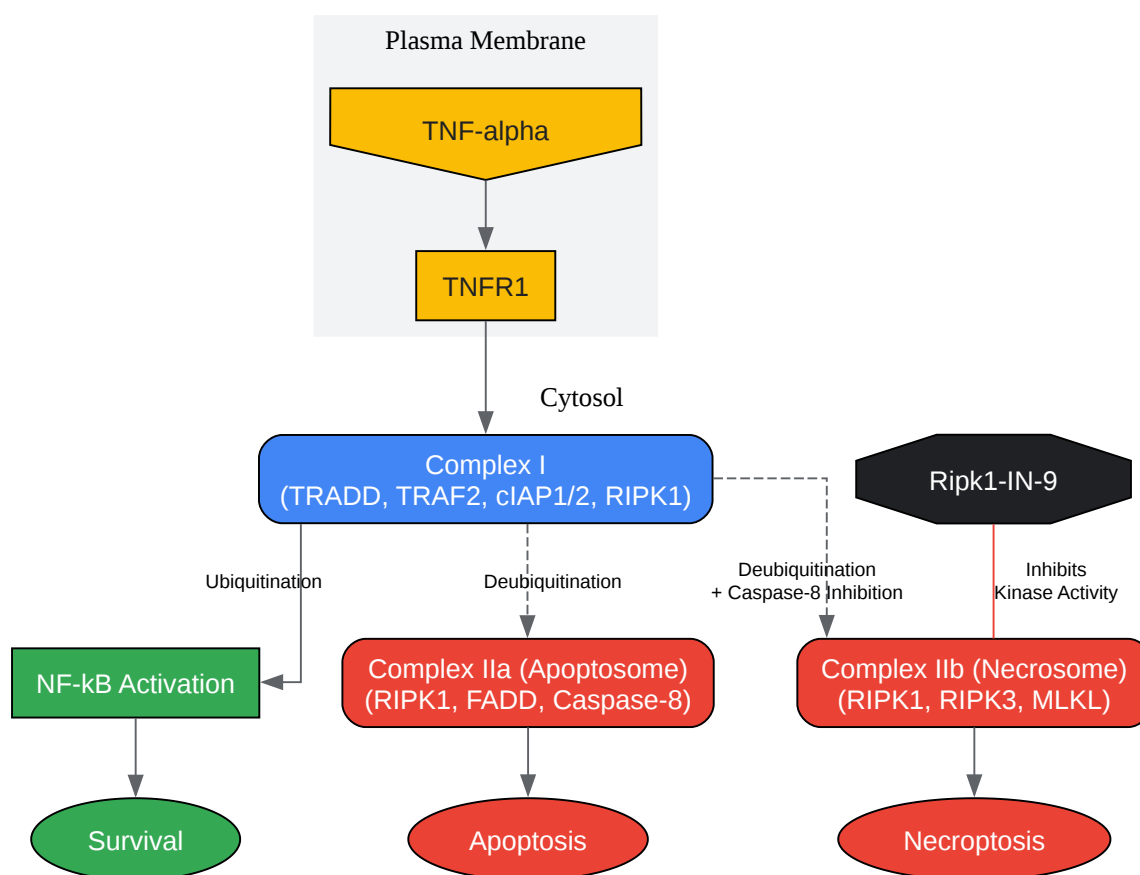 Plasma Membrane
TNF-alpha
TNFR1
Cytosol
Complex I
(TRADD, TRAF2, cIAP1/2, RIPK1)
Ripk1-IN-9
Ubiquitination
Deubiquitination
Deubiquitination
+ Caspase-8 Inhibition
Inhibits
Kinase Activity
NF-kB Activation
Complex IIa (Apoptosome)
(RIPK1, FADD, Caspase-8)
Complex IIb (Necrosome)
(RIPK1, RIPK3, MLKL)
Survival
Apoptosis
Necroptosis